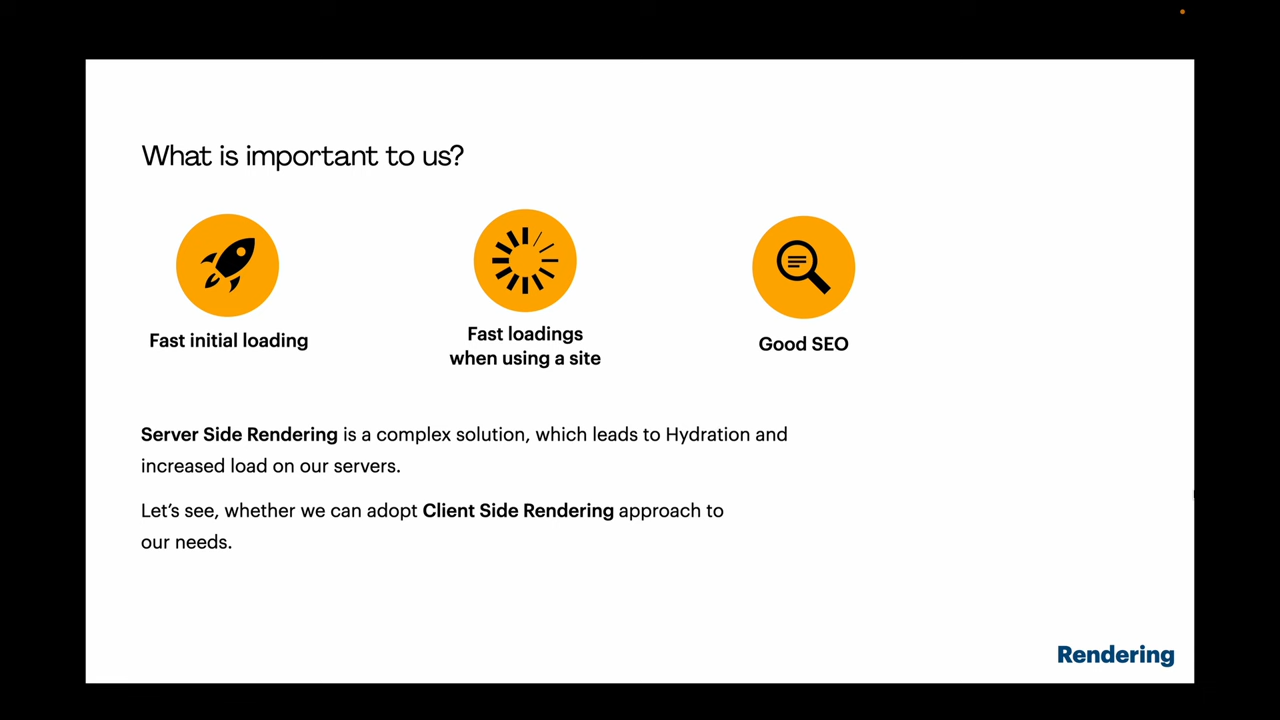 What is important to us?
Fast initial loading
Fast loadings
when using a site
Good SEO
Server Side Rendering is a complex solution, which leads to Hydration and
increased load on our servers.
Let's see, whether we can adopt Client Side Rendering approach to
our needs.
Rendering